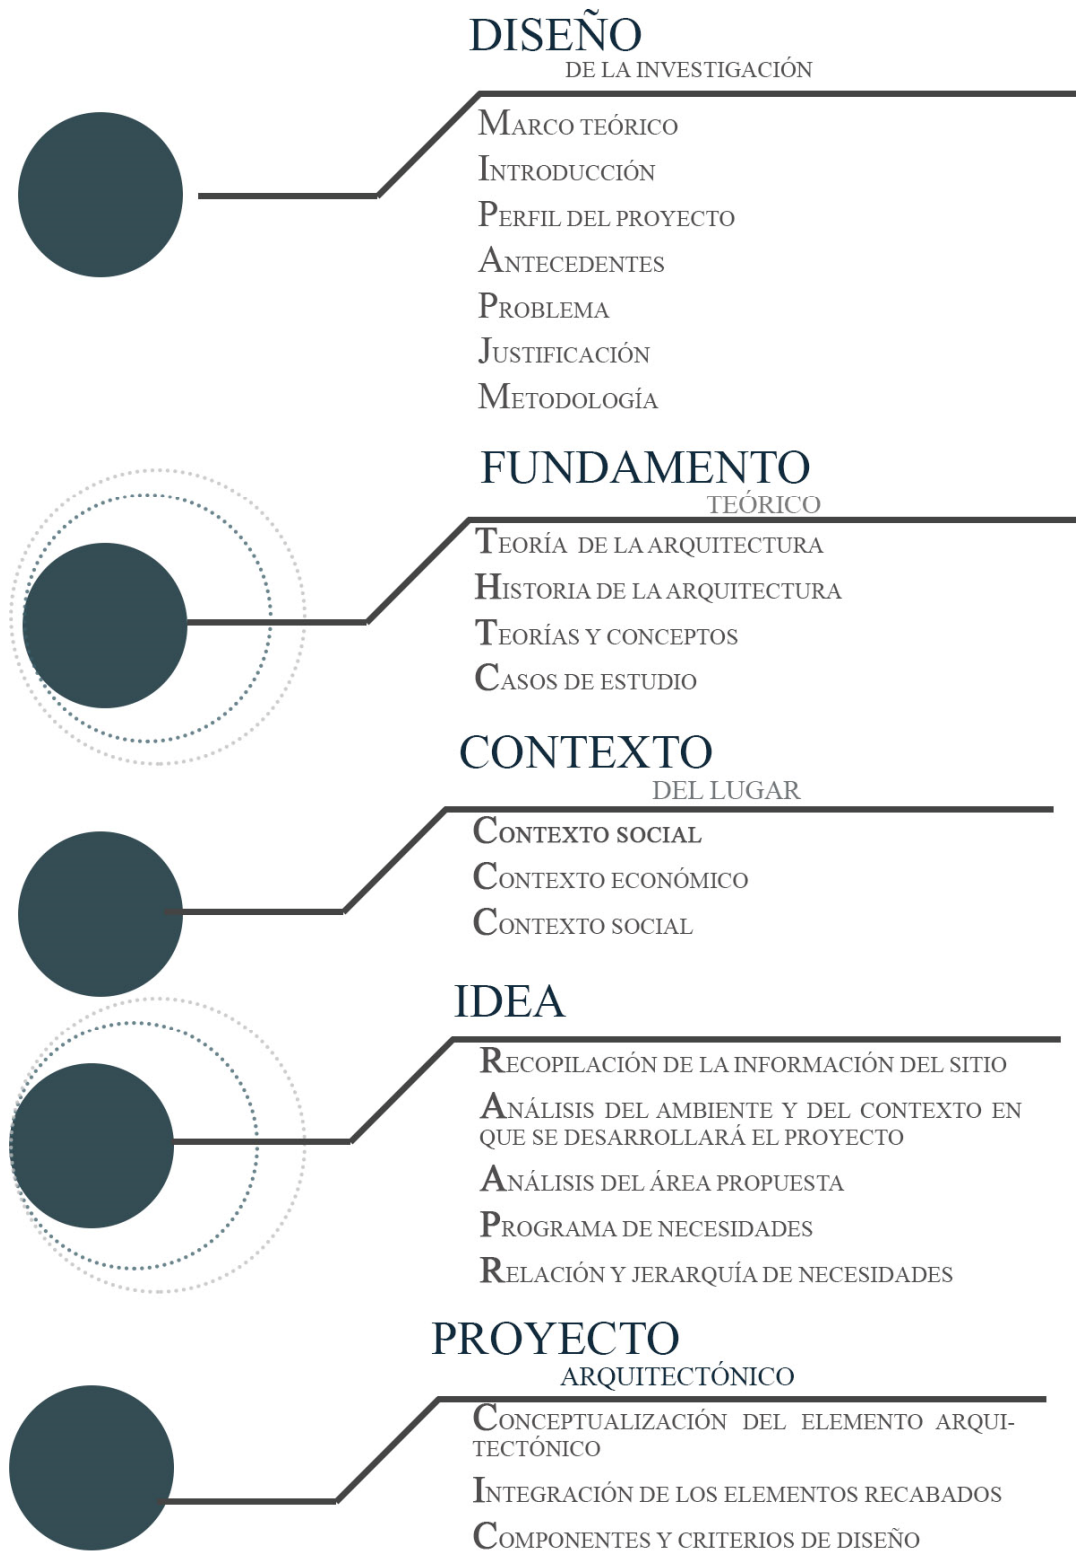 DISEÑO
DE LA INVESTIGACIÓN
MARCO TEÓRICO
INTRODUCCIÓN
PERFIL DEL PROYECTO
ANTECEDENTES
PROBLEMA
JUSTIFICACIÓN
METODOLOGÍA
FUNDAMENTO
TEÓRICO
TEORÍA DE LA ARQUITECTURA
HISTORIA DE LA ARQUITECTURA
TEORÍAS Y CONCEPTOS
CASOS DE ESTUDIO
CONTEXTO
DEL LUGAR
CONTEXTO SOCIAL
CONTEXTO ECONÓMICO
CONTEXTO SOCIAL
IDEA
RECOPILACIÓN DE LA INFORMACIÓN DEL SITIO
ANÁLISIS DEL AMBIENTE Y DEL CONTEXTO EN
QUE SE DESARROLLARÁ EL PROYECTO
ANÁLISIS DEL ÁREA PROPUESTA
PROGRAMA DE NECESIDADES
RELACIÓN Y JERARQUÍA DE NECESIDADES
PROYECTO
ARQUITECTÓNICO
CONCEPTUALIZACIÓN DEL ELEMENTO ARQUI-
TECTÓNICO
INTEGRACIÓN DE LOS ELEMENTOS RECABADOS
COMPONENTES Y CRITERIOS DE DISEÑO